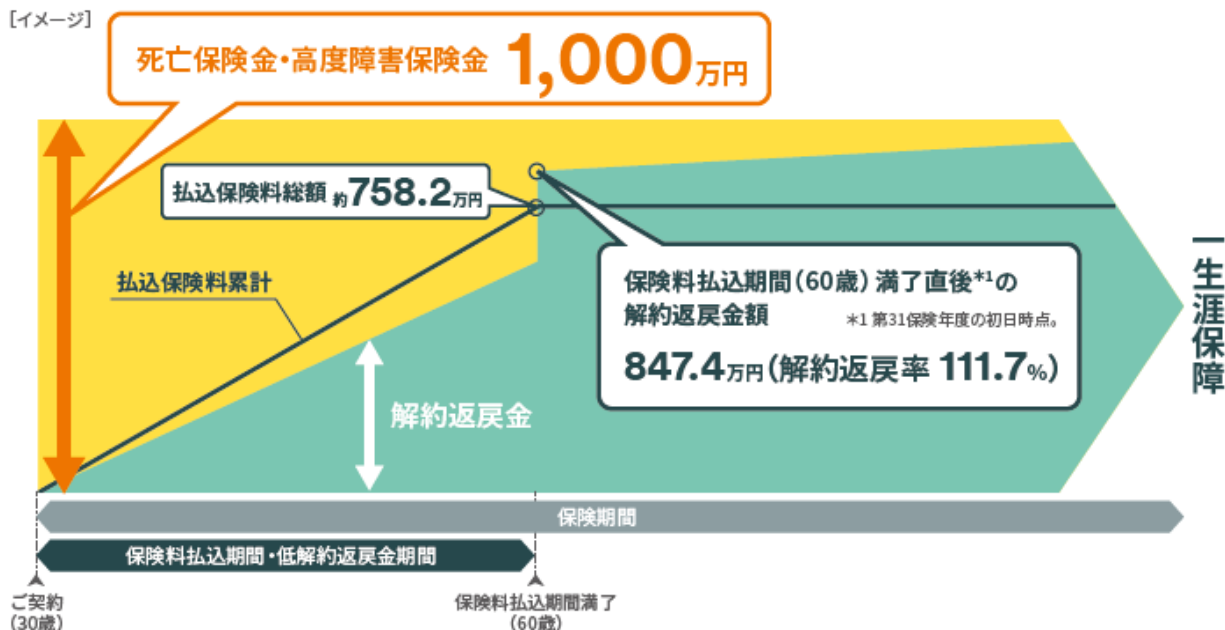 ［イメージ］
死亡保険金・高度障害保険金 1,000万円
払込保険料総額 約758.2万円
払込保険料累計
保険料払込期間（60歳）満了直後*1の
解約返戻金額 *1 第31保険年度の初日時点。
847.4万円（解約返戻率 111.7%）
解約返戻金
一生涯保障
保険期間
保険料払込期間・低解約返戻金期間
ご契約
（30歳）
保険料払込期間満了
（60歳）